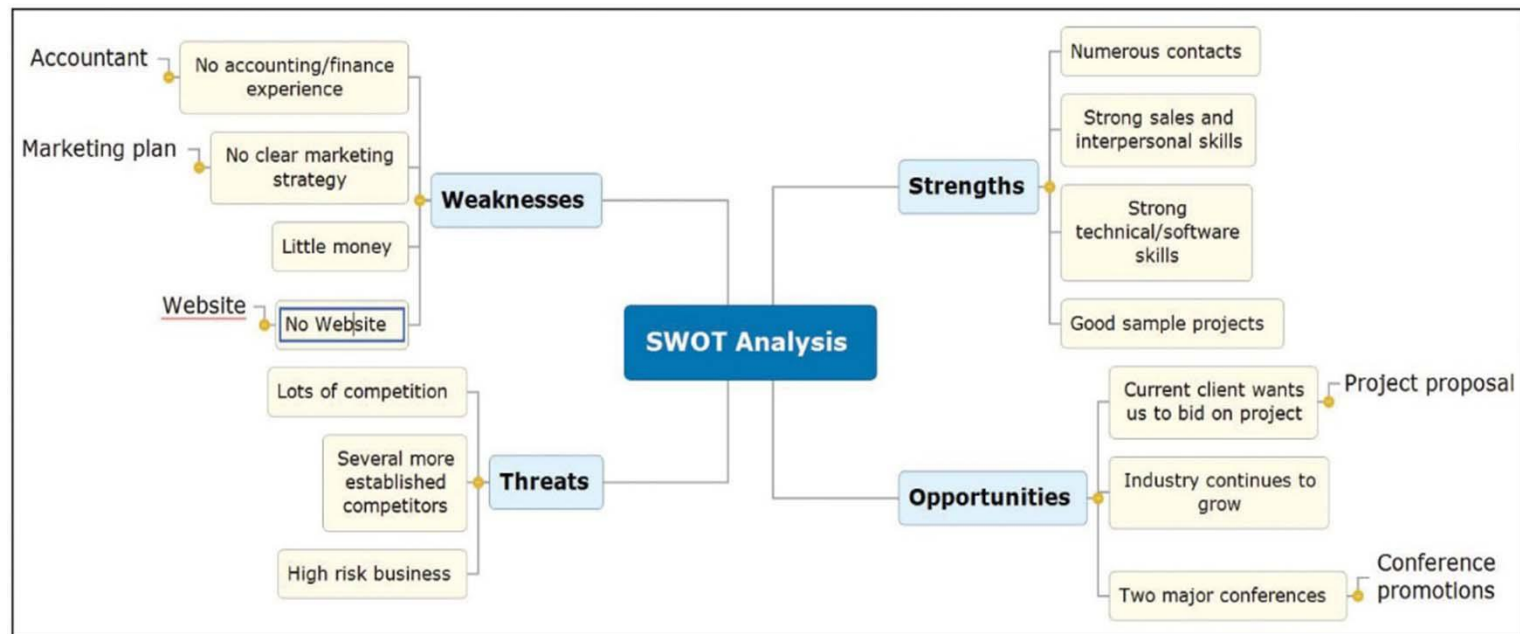 Accountant
No accounting/finance
experience
Marketing plan
No clear marketing
strategy
Weaknesses
Little money
Website
No Website
Lots of competition
Several more
established
competitors
Threats
High risk business
SWOT Analysis
Numerous contacts
Strong sales and
interpersonal skills
Strengths
Strong
technical/software
skills
Good sample projects
Current client wants
us to bid on project
Project proposal
Opportunities
Industry continues to
grow
Two major conferences
Conference
promotions